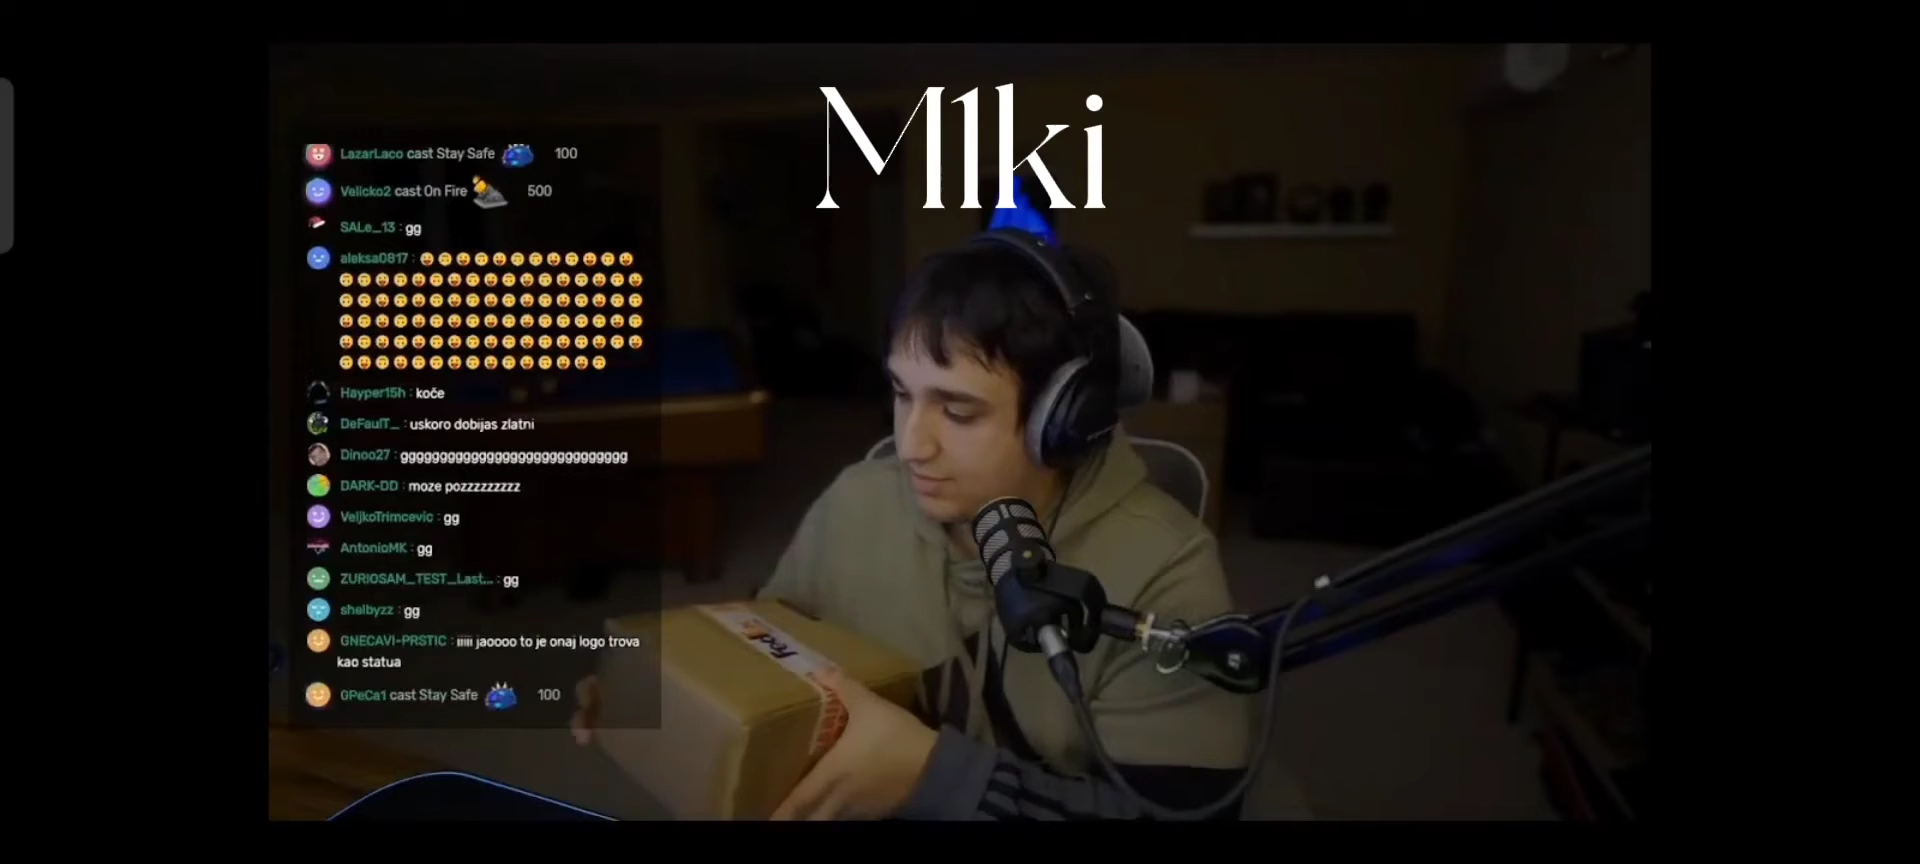 M1ki
LazarLaco cast Stay Safe 100
Velicko2 cast On Fire 500
SALe_13 : gg
aleksa0817 : 
Hayper15h : koče
DeFaulT_ : uskoro dobijas zlatni
Dinoo27 : ggggggggggggggggggggggggggggg
DARK-DD : moze pozzzzzzzzz
VeljkoTrimcevic : gg
AntonioMK : gg
ZURIOSAM_TEST_Last... : gg
shelbyzz : gg
GNECAVI-PRSTIC : iiiii jaoooo to je onaj logo trova
kao statua
GPeCa1 cast Stay Safe 100
FedEx